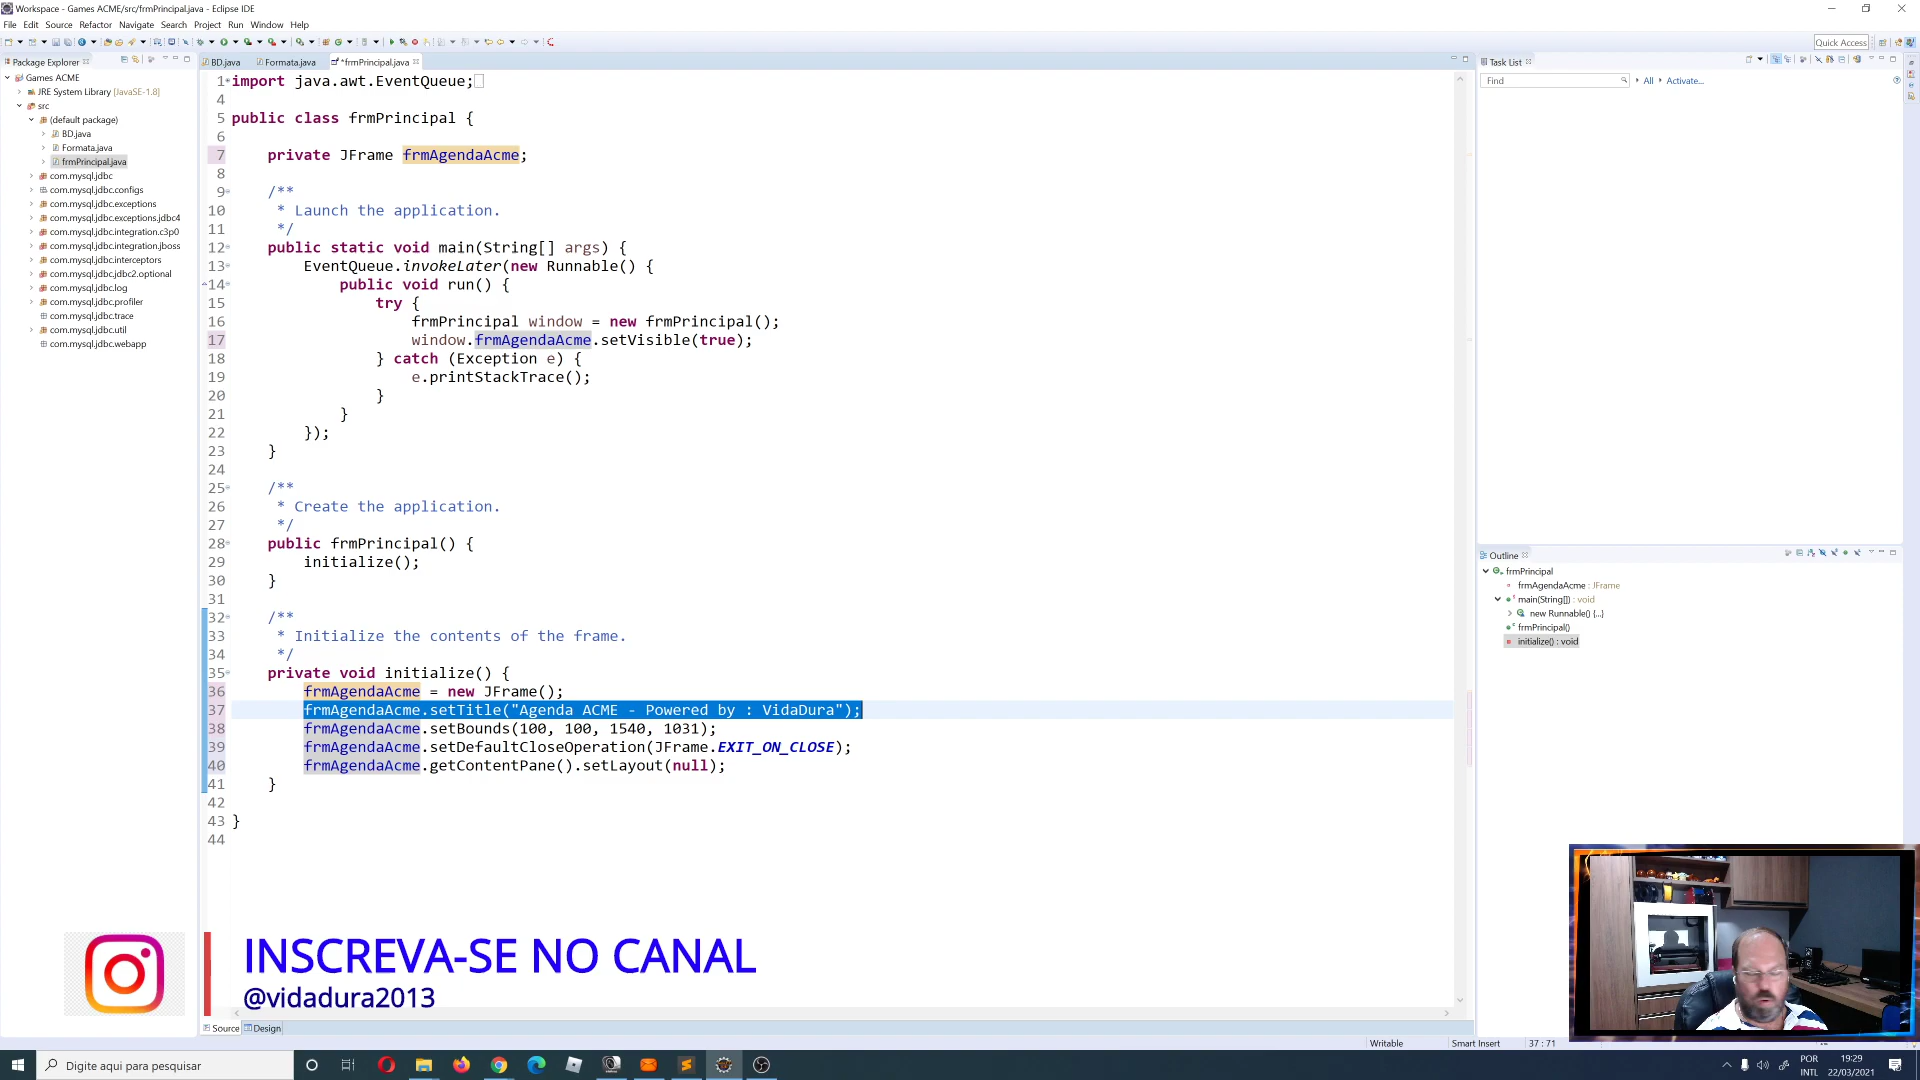 Workspace - Games ACME/src/frmPrincipal.java - Eclipse IDE
File Edit Source Refactor Navigate Search Project Run Window Help
Quick Access
Package Explorer
Games ACME
JRE System Library [JavaSE-1.8]
src
(default package)
BD.java
Formata.java
frmPrincipal.java
com.mysql.jdbc
com.mysql.jdbc.configs
com.mysql.jdbc.exceptions
com.mysql.jdbc.exceptions.jdbc4
com.mysql.jdbc.integration.c3p0
com.mysql.jdbc.integration.jboss
com.mysql.jdbc.interceptors
com.mysql.jdbc.jdbc2.optional
com.mysql.jdbc.log
com.mysql.jdbc.profiler
com.mysql.jdbc.trace
com.mysql.jdbc.util
com.mysql.jdbc.webapp
BD.java Formata.java *frmPrincipal.java
1 import java.awt.EventQueue;
4
5 public class frmPrincipal {
6
7 private JFrame frmAgendaAcme;
8
9 /**
10 * Launch the application.
11 */
12 public static void main(String[] args) {
13 EventQueue.invokeLater(new Runnable() {
14 public void run() {
15 try {
16 frmPrincipal window = new frmPrincipal();
17 window.frmAgendaAcme.setVisible(true);
18 } catch (Exception e) {
19 e.printStackTrace();
20 }
21 }
22 });
23 }
24
25 /**
26 * Create the application.
27 */
28 public frmPrincipal() {
29 initialize();
30 }
31
32 /**
33 * Initialize the contents of the frame.
34 */
35 private void initialize() {
36 frmAgendaAcme = new JFrame();
37 frmAgendaAcme.setTitle("Agenda ACME - Powered by : VidaDura");
38 frmAgendaAcme.setBounds(100, 100, 1540, 1031);
39 frmAgendaAcme.setDefaultCloseOperation(JFrame.EXIT_ON_CLOSE);
40 frmAgendaAcme.getContentPane().setLayout(null);
41 }
42
43 }
44
INSCREVA-SE NO CANAL
@vidadura2013
Source Design
Task List
Find All Activate...
Outline
frmPrincipal
frmAgendaAcme : JFrame
main(String[]) : void
new Runnable() {...}
frmPrincipal()
initialize() : void
Writable Smart Insert 37 : 71
Digite aqui para pesquisar
POR
INTL
19:29
22/03/2021